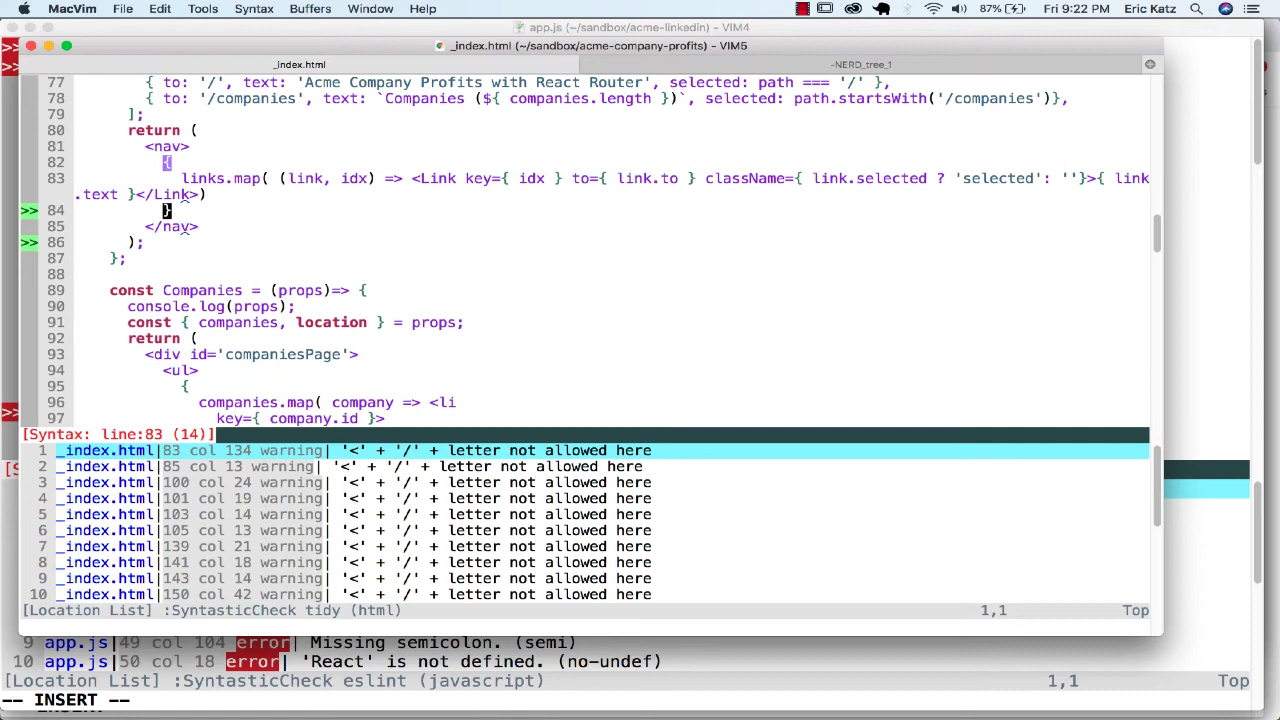 MacVim File Edit Tools Syntax Buffers Window Help 87% Fri 9:22 PM Eric Katz
app.js (~/sandbox/acme-linkedin) - VIM4
_index.html (~/sandbox/acme-company-profits) - VIM5
_index.html -NERD_tree_1
>>
>>
77 { to: '/', text: 'Acme Company Profits with React Router', selected: path === '/' },
78 { to: '/companies', text: `Companies (${ companies.length })`, selected: path.startsWith('/companies')},
79 ];
80 return (
81 <nav>
82 {
83 links.map( (link, idx) => <Link key={ idx } to={ link.to } className={ link.selected ? 'selected': ''}>{ link
.text }</Link>)
>> 84 }
85 </nav>
>> 86 );
87 };
88
89 const Companies = (props)=> {
90 console.log(props);
91 const { companies, location } = props;
92 return (
93 <div id='companiesPage'>
94 <ul>
95 {
96 companies.map( company => <li
>> 97 key={ company.id }>
[Syntax: line:83 (14)]
1 _index.html|83 col 134 warning| '<' + '/' + letter not allowed here
2 _index.html|85 col 13 warning| '<' + '/' + letter not allowed here
3 _index.html|100 col 24 warning| '<' + '/' + letter not allowed here
4 _index.html|101 col 19 warning| '<' + '/' + letter not allowed here
5 _index.html|103 col 14 warning| '<' + '/' + letter not allowed here
6 _index.html|105 col 13 warning| '<' + '/' + letter not allowed here
7 _index.html|139 col 21 warning| '<' + '/' + letter not allowed here
8 _index.html|141 col 18 warning| '<' + '/' + letter not allowed here
9 _index.html|143 col 14 warning| '<' + '/' + letter not allowed here
10 _index.html|150 col 42 warning| '<' + '/' + letter not allowed here
[Location List] :SyntasticCheck tidy (html) 1,1 Top
9 app.js|49 col 104 error| Missing semicolon. (semi)
10 app.js|50 col 18 error| 'React' is not defined. (no-undef)
[Location List] :SyntasticCheck eslint (javascript) 1,1 Top
-- INSERT --